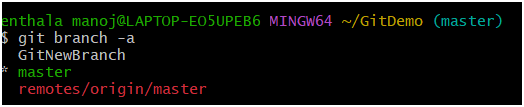 enthala manoj@LAPTOP-EO5UPEB6 MINGW64 ~/GitDemo (master)
$ git branch -a
  GitNewBranch
* master
  remotes/origin/master